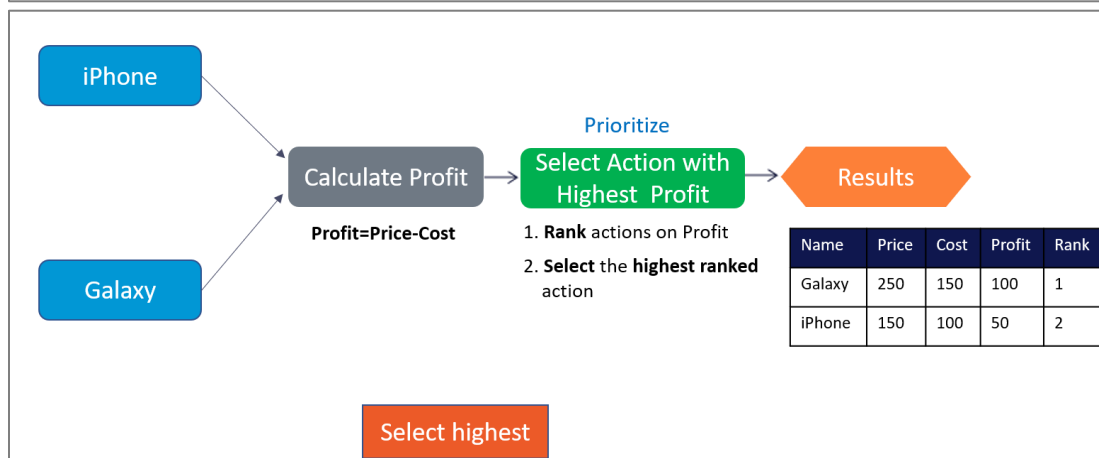 iPhone
Galaxy
Calculate Profit
Profit=Price-Cost
Prioritize
Select Action with
Highest Profit
1. Rank actions on Profit
2. Select the highest ranked
action
Results
Name Price Cost Profit Rank
Galaxy 250 150 100 1
iPhone 150 100 50 2
Select highest